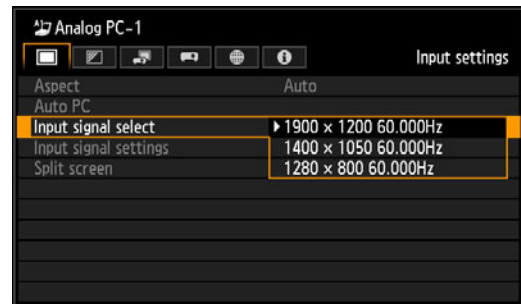 Analog PC-1
Input settings
Aspect Auto
Auto PC
Input signal select 1900 × 1200 60.000Hz
Input signal settings 1400 × 1050 60.000Hz
Split screen 1280 × 800 60.000Hz